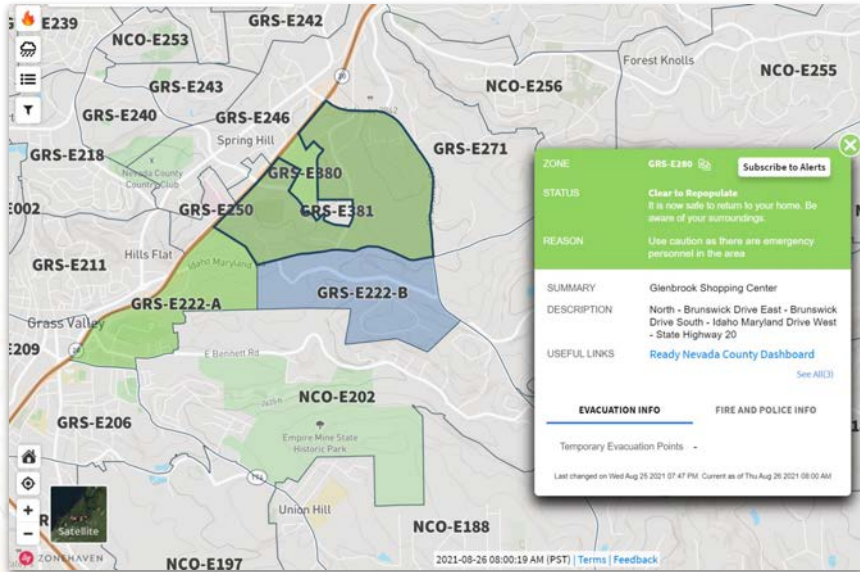 E239
GRS-E242
NCO-E253
GRS-E243
GRS-E240
GRS-E246
Spring Hill
GRS-E218
Nevada County
Country Club
20
Forest Knolls
NCO-E256
NCO-E255
GRS-E271
GRS-E380
GRS-E381
E002
GRS-E250
Hills Flat
Idaho Maryland
GRS-E211
GRS-E222-A
GRS-E222-B
Grass Valley
E209
20
E Bennett Rd
NCO-E202
GRS-E206
Empire Mine State
Historic Park
174
Union Hill
NCO-E188
NCO-E197
Satellite
ZONEHAVEN
2021-08-26 08:00:19 AM (PST) | Terms | Feedback
ZONE GRS-E380 Subscribe to Alerts
STATUS Clear to Repopulate
It is now safe to return to your home. Be
aware of your surroundings.
REASON Use caution as there are emergency
personnel in the area
SUMMARY Glenbrook Shopping Center
DESCRIPTION North - Brunswick Drive East - Brunswick
Drive South - Idaho Maryland Drive West
- State Highway 20
USEFUL LINKS Ready Nevada County Dashboard
See All(3)
EVACUATION INFO FIRE AND POLICE INFO
Temporary Evacuation Points -
Last changed on Wed Aug 25 2021 07:47 PM. Current as of Thu Aug 26 2021 08:00 AM